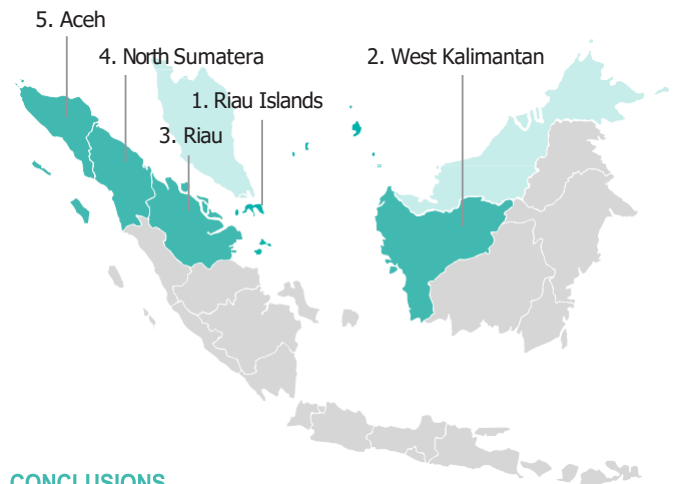 5. Aceh
4. North Sumatera
2. West Kalimantan
1. Riau Islands
3. Riau
CONCLUSIONS